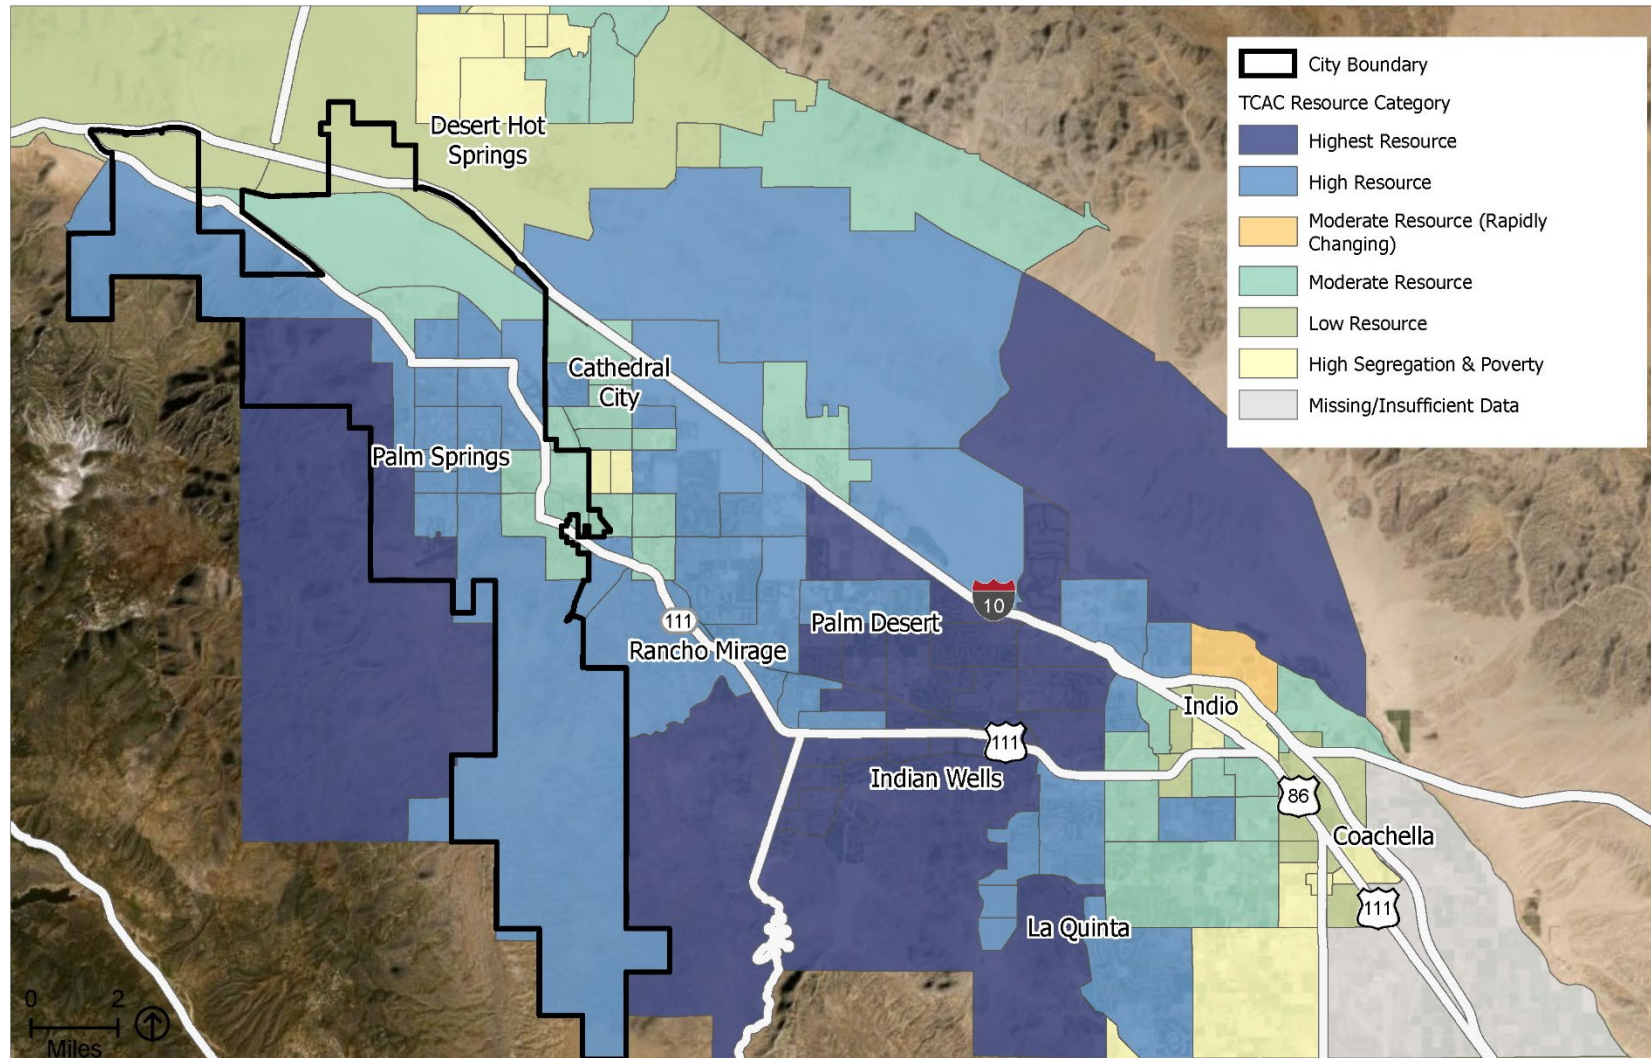 City Boundary
TCAC Resource Category
Highest Resource
High Resource
Moderate Resource (Rapidly
Changing)
Moderate Resource
Low Resource
High Segregation & Poverty
Missing/Insufficient Data
Desert Hot
Springs
Cathedral
City
Palm Springs
10
111
Palm Desert
Rancho Mirage
Indio
111
Indian Wells
86
Coachella
111
La Quinta
0 2
Miles